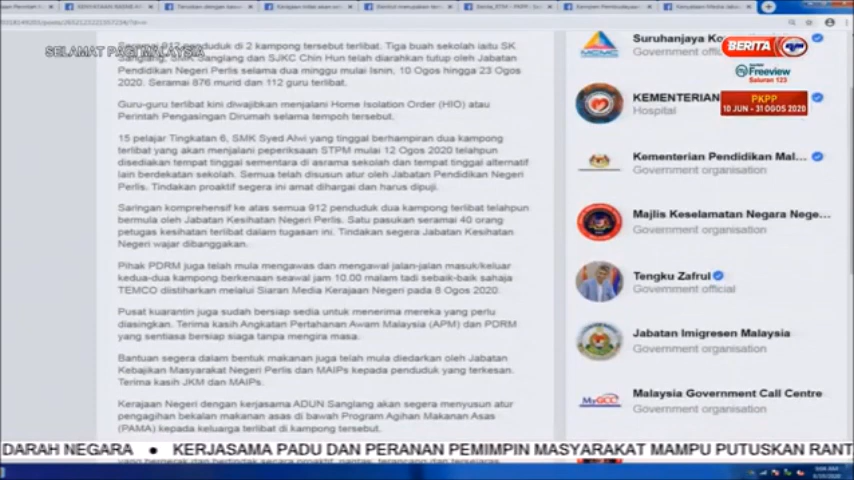 SELAMAT PAGI MALAYSIA
penduduk di 2 kampong tersebut terlibat. Tiga buah sekolah iaitu SK
Sanglang, SMK Sanglang dan SJKC Chin Hun telah diarahkan tutup oleh Jabatan
Pendidikan Negeri Perlis selama dua minggu mulai Isnin, 10 Ogos hingga 23 Ogos
2020. Seramai 876 murid dan 112 guru terlibat.
Guru-guru terlibat kini diwajibkan menjalani Home Isolation Order (HIO) atau
Perintah Pengasingan Dirumah selama tempoh tersebut.
15 pelajar Tingkatan 6, SMK Syed Alwi yang tinggal berhampiran dua kampong
terlibat yang akan menjalani peperiksaan STPM mulai 12 Ogos 2020 telahpun
disediakan tempat tinggal sementara di asrama sekolah dan tempat tinggal alternatif
lain berdekatan sekolah. Semua telah disusun atur oleh Jabatan Pendidikan Negeri
Perlis. Tindakan proaktif segera ini amat dihargai dan harus dipuji.
Saringan komprehensif ke atas semua 912 penduduk dua kampong terlibat telahpun
bermula oleh Jabatan Kesihatan Negeri Perlis. Satu pasukan seramai 40 orang
petugas kesihatan terlibat dalam tugasan ini. Tindakan segera Jabatan Kesihatan
Negeri wajar dibanggakan.
Pihak PDRM juga telah mula mengawas dan mengawal jalan-jalan masuk/keluar
kedua-dua kampong berkenaan seawal jam 10.00 malam tadi sebaik-baik sahaja
TEMCO diistiharkan melalui Siaran Media Kerajaan Negeri pada 8 Ogos 2020.
Pusat kuarantin juga sudah bersiap sedia untuk menerima mereka yang perlu
diasingkan. Terima kasih Angkatan Pertahanan Awam Malaysia (APM) dan PDRM
yang sentiasa bersiap siaga tanpa mengira masa.
Bantuan segera dalam bentuk makanan juga telah mula diedarkan oleh Jabatan
Kebajikan Masyarakat Negeri Perlis dan MAIPs kepada penduduk yang terkesan.
Terima kasih JKM dan MAIPs.
Kerajaan Negeri dengan kerjasama ADUN Sanglang akan segera menyusun atur
pengagihan bekalan makanan asas di bawah Program Agihan Makanan Asas
(PAMA) kepada keluarga terlibat di kampong tersebut.
Suruhanjaya
Government
BERITA
Freeview
Saluran 123
MCMC
PKPP
10 JUN - 31 OGOS 2020
KEMENTERIAN
Hospital
Kementerian Pendidikan Mal...
Government organisation
Majlis Keselamatan Negara Nege...
Government organisation
Tengku Zafrul
Government official
Jabatan Imigresen Malaysia
Government organisation
Malaysia Government Call Centre
Government organisation
MyGCC
DARAH NEGARA ● KERJASAMA PADU DAN PERANAN PEMIMPIN MASYARAKAT MAMPU PUTUSKAN RANT